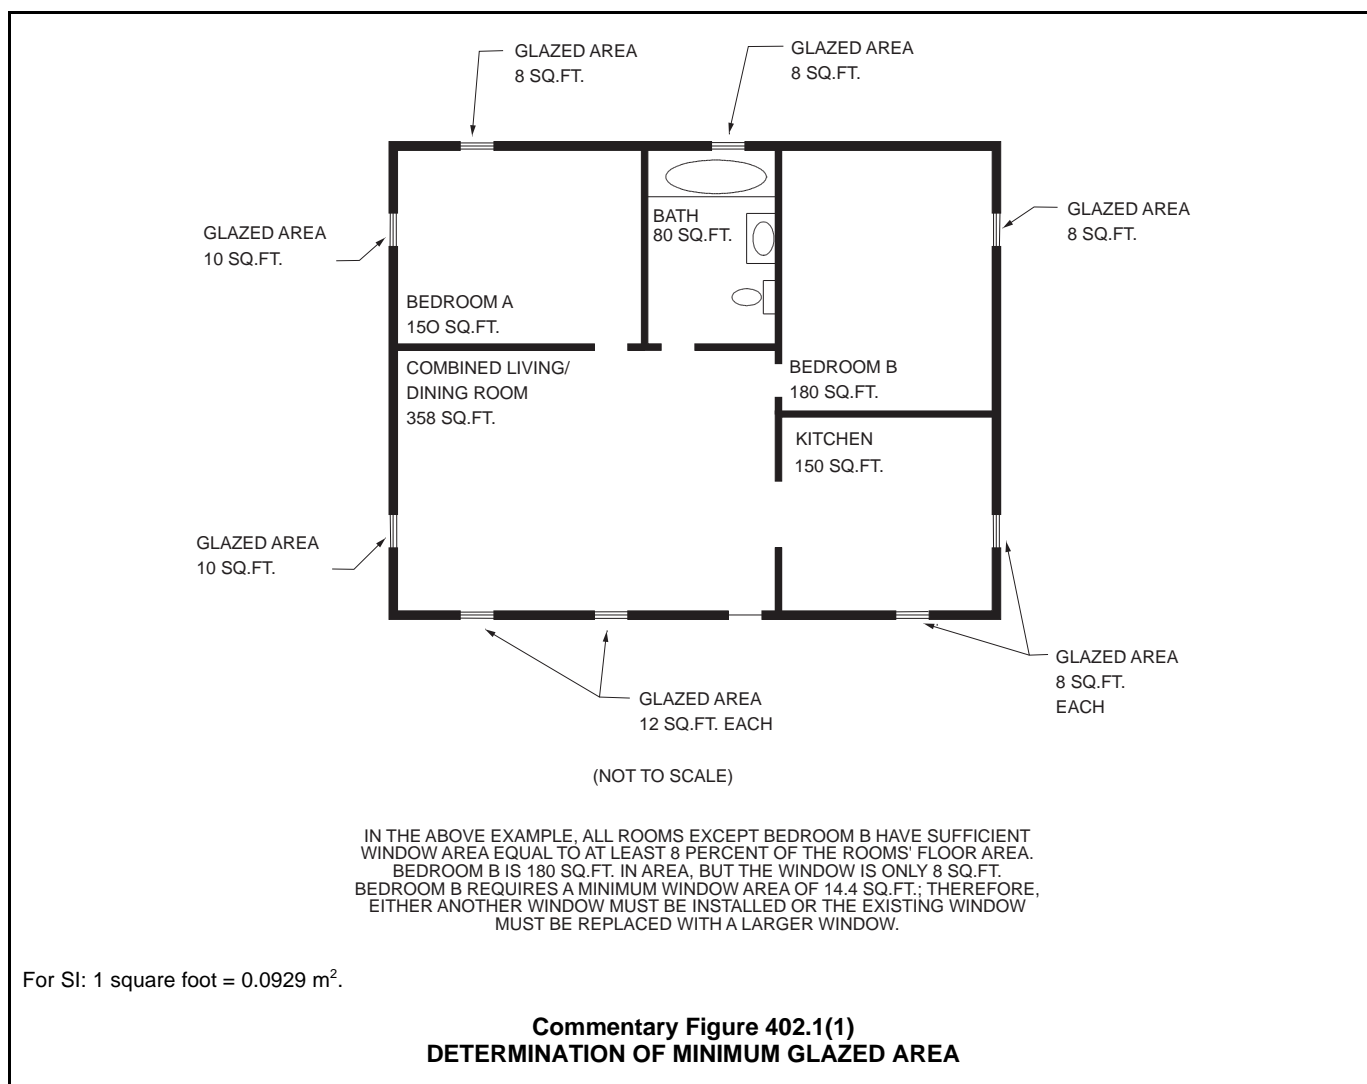 GLAZED AREA
8 SQ.FT.
GLAZED AREA
8 SQ.FT.
GLAZED AREA
10 SQ.FT.
BATH
80 SQ.FT.
GLAZED AREA
8 SQ.FT.
BEDROOM A
15O SQ.FT.
COMBINED LIVING/
DINING ROOM
358 SQ.FT.
BEDROOM B
180 SQ.FT.
KITCHEN
150 SQ.FT.
GLAZED AREA
10 SQ.FT.
GLAZED AREA
12 SQ.FT. EACH
GLAZED AREA
8 SQ.FT.
EACH
(NOT TO SCALE)
IN THE ABOVE EXAMPLE, ALL ROOMS EXCEPT BEDROOM B HAVE SUFFICIENT
WINDOW AREA EQUAL TO AT LEAST 8 PERCENT OF THE ROOMS' FLOOR AREA.
BEDROOM B IS 180 SQ.FT. IN AREA, BUT THE WINDOW IS ONLY 8 SQ.FT.
BEDROOM B REQUIRES A MINIMUM WINDOW AREA OF 14.4 SQ.FT.; THEREFORE,
EITHER ANOTHER WINDOW MUST BE INSTALLED OR THE EXISTING WINDOW
MUST BE REPLACED WITH A LARGER WINDOW.
For SI: 1 square foot = 0.0929 m².
Commentary Figure 402.1(1)
DETERMINATION OF MINIMUM GLAZED AREA